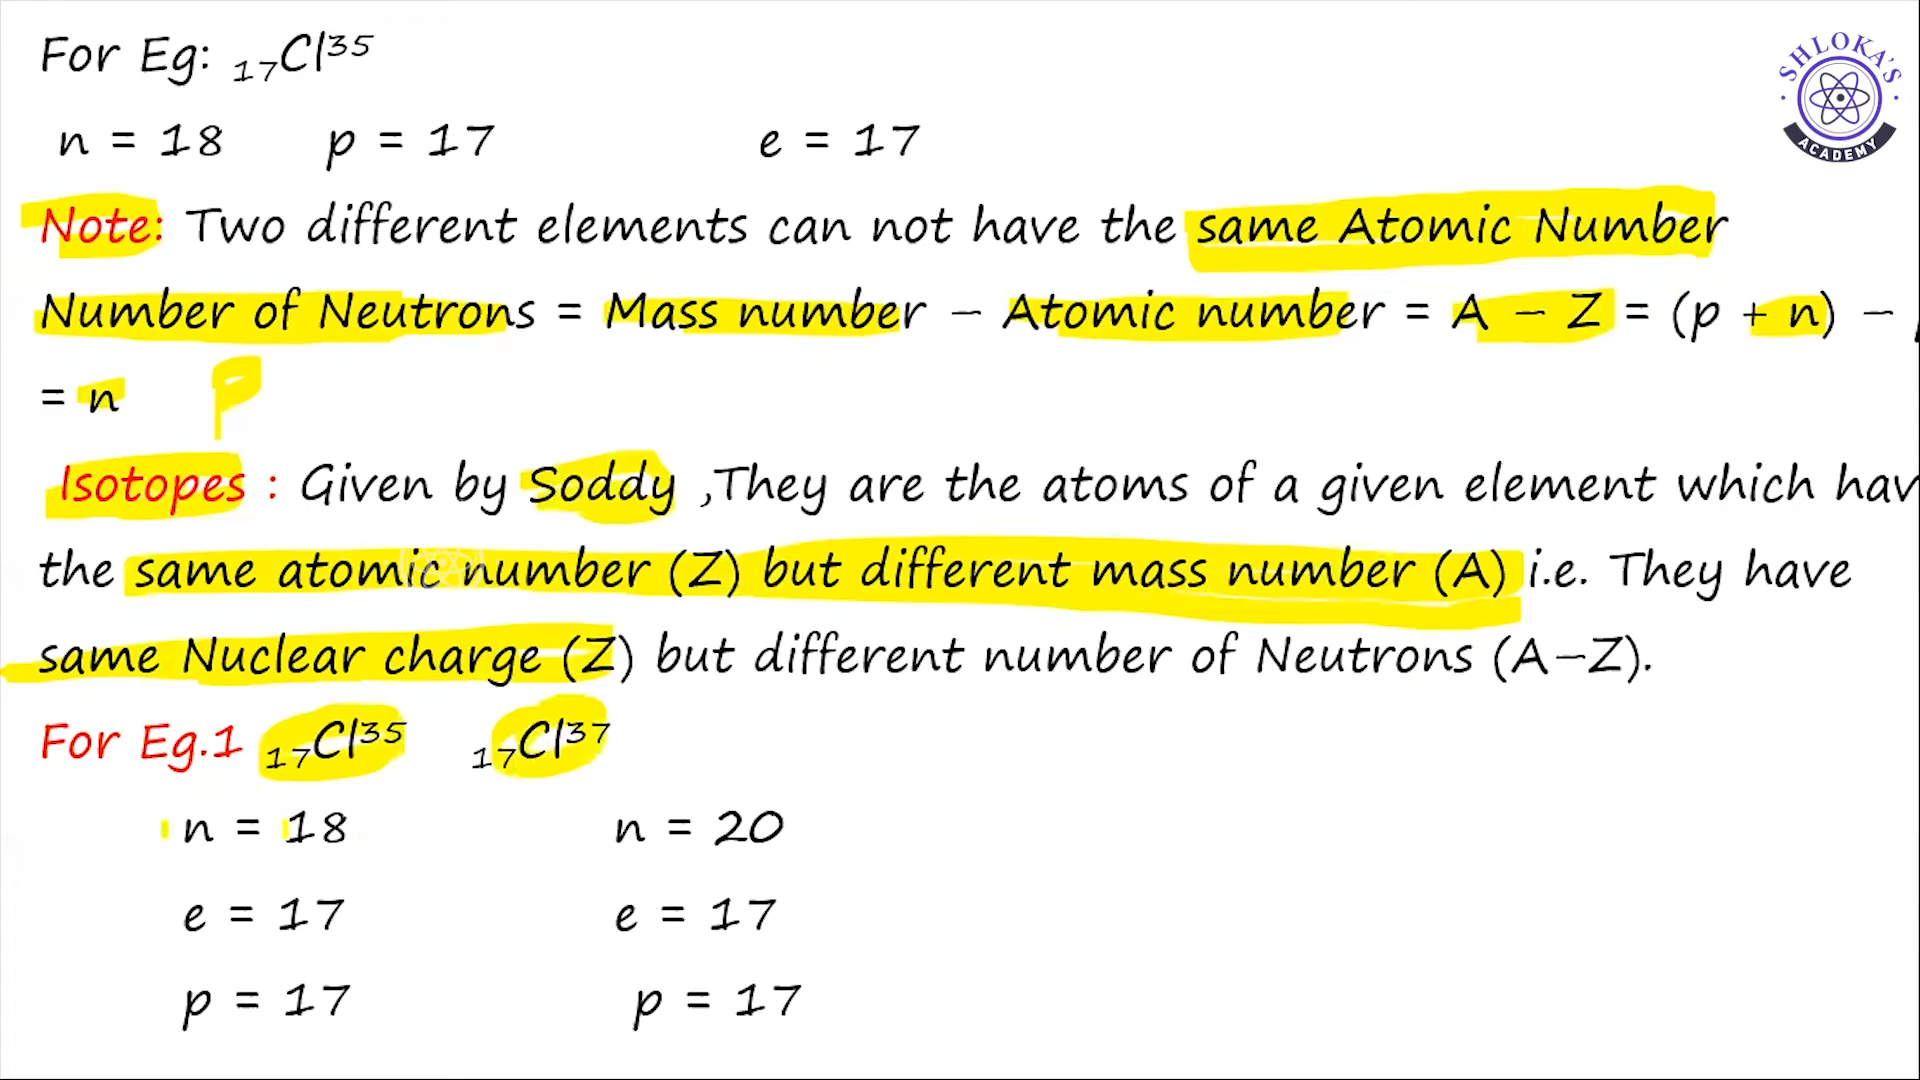 For Eg: ₁₇Cl³⁵
SHLOKA'S
ACADEMY
n = 18 p = 17 e = 17
Note: Two different elements can not have the same Atomic Number
Number of Neutrons = Mass number – Atomic number = A – Z = (p + n) –
= n P
Isotopes : Given by Soddy ,They are the atoms of a given element which hav
the same atomic number (Z) but different mass number (A) i.e. They have
same Nuclear charge (Z) but different number of Neutrons (A–Z).
For Eg.1 ₁₇Cl³⁵ ₁₇Cl³⁷
n = 18 n = 20
e = 17 e = 17
p = 17 p = 17